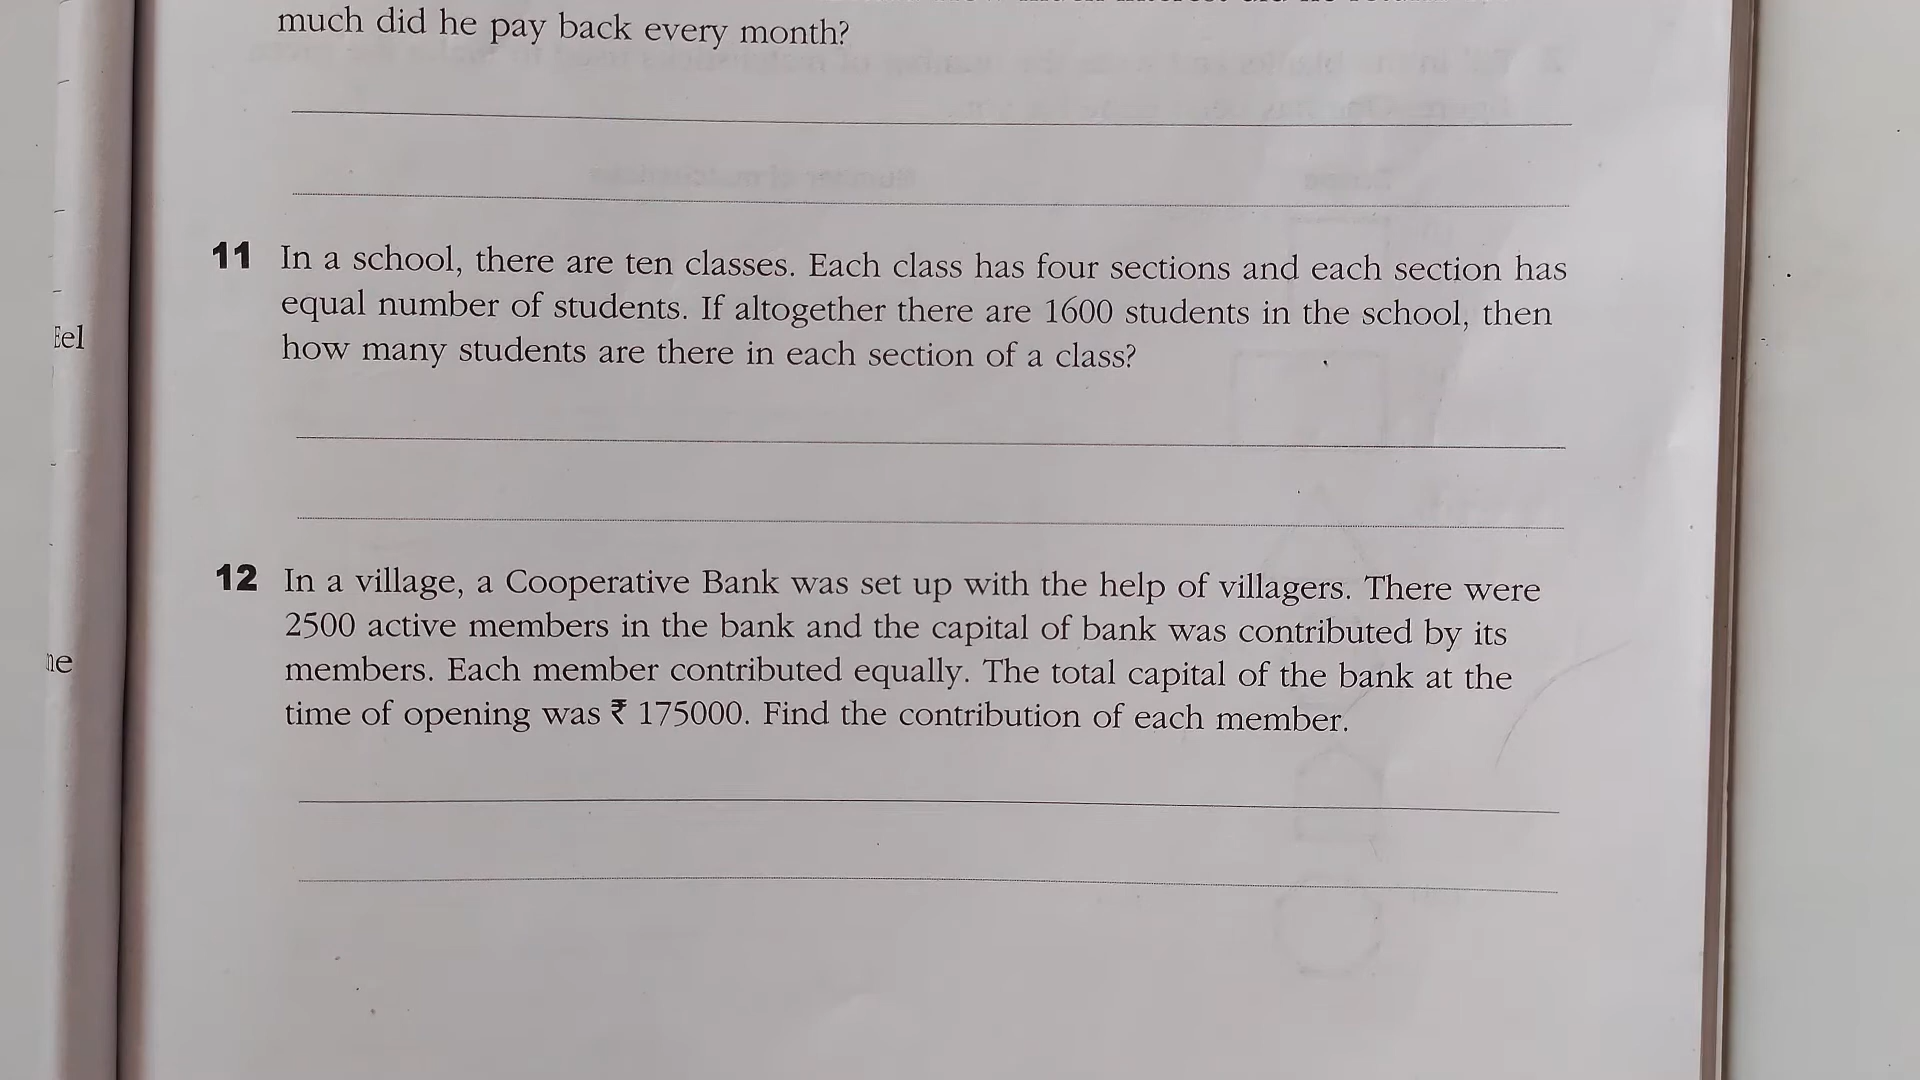 much did he pay back every month?
11 In a school, there are ten classes. Each class has four sections and each section has
equal number of students. If altogether there are 1600 students in the school, then
how many students are there in each section of a class?
12 In a village, a Cooperative Bank was set up with the help of villagers. There were
2500 active members in the bank and the capital of bank was contributed by its
members. Each member contributed equally. The total capital of the bank at the
time of opening was ₹ 175000. Find the contribution of each member.